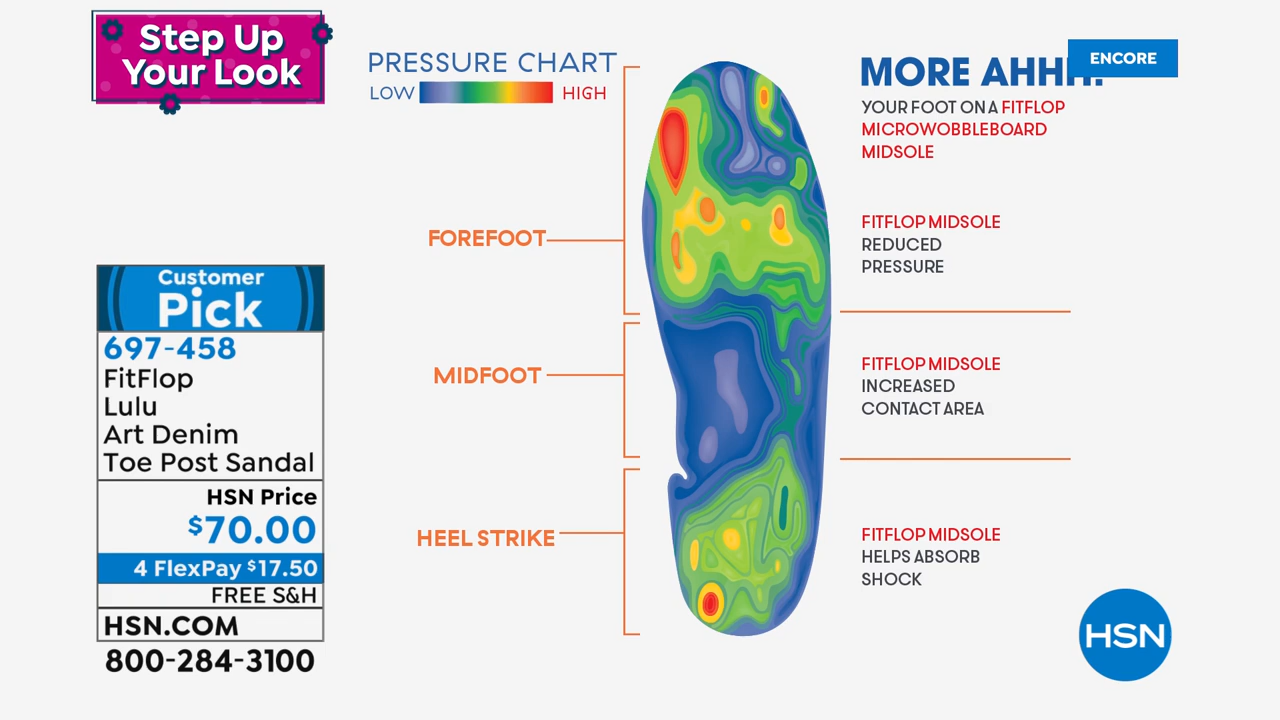 Step Up
Your Look
PRESSURE CHART
LOW
HIGH
MORE AHHH!
ENCORE
YOUR FOOT ON A FITFLOP
MICROWOBBLEBOARD
MIDSOLE
FOREFOOT
FITFLOP MIDSOLE
REDUCED
PRESSURE
MIDFOOT
FITFLOP MIDSOLE
INCREASED
CONTACT AREA
HEEL STRIKE
FITFLOP MIDSOLE
HELPS ABSORB
SHOCK
Customer
Pick
697-458
FitFlop
Lulu
Art Denim
Toe Post Sandal
HSN Price
$70.00
4 FlexPay $17.50
FREE S&H
HSN.COM
800-284-3100
HSN